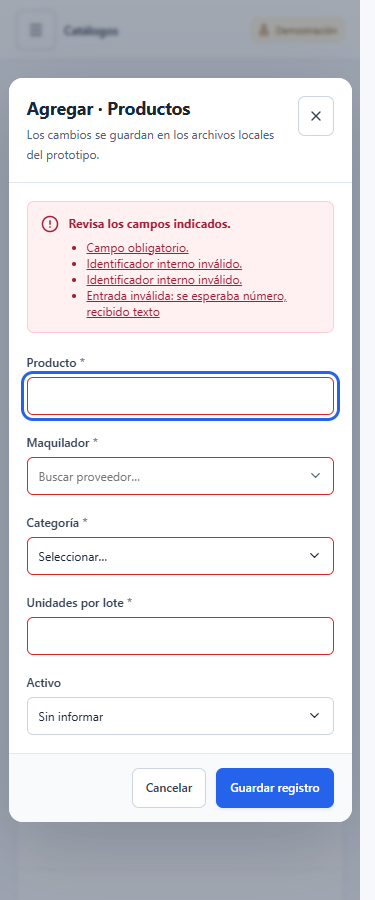 Catálogos
Demostración
Agregar · Productos
Los cambios se guardan en los archivos locales
del prototipo.
Revisa los campos indicados.
Campo obligatorio.
Identificador interno inválido.
Identificador interno inválido.
Entrada inválida: se esperaba número,
recibido texto
Producto *
Maquilador *
Buscar proveedor...
Categoría *
Seleccionar...
Unidades por lote *
Activo
Sin informar
Cancelar
Guardar registro